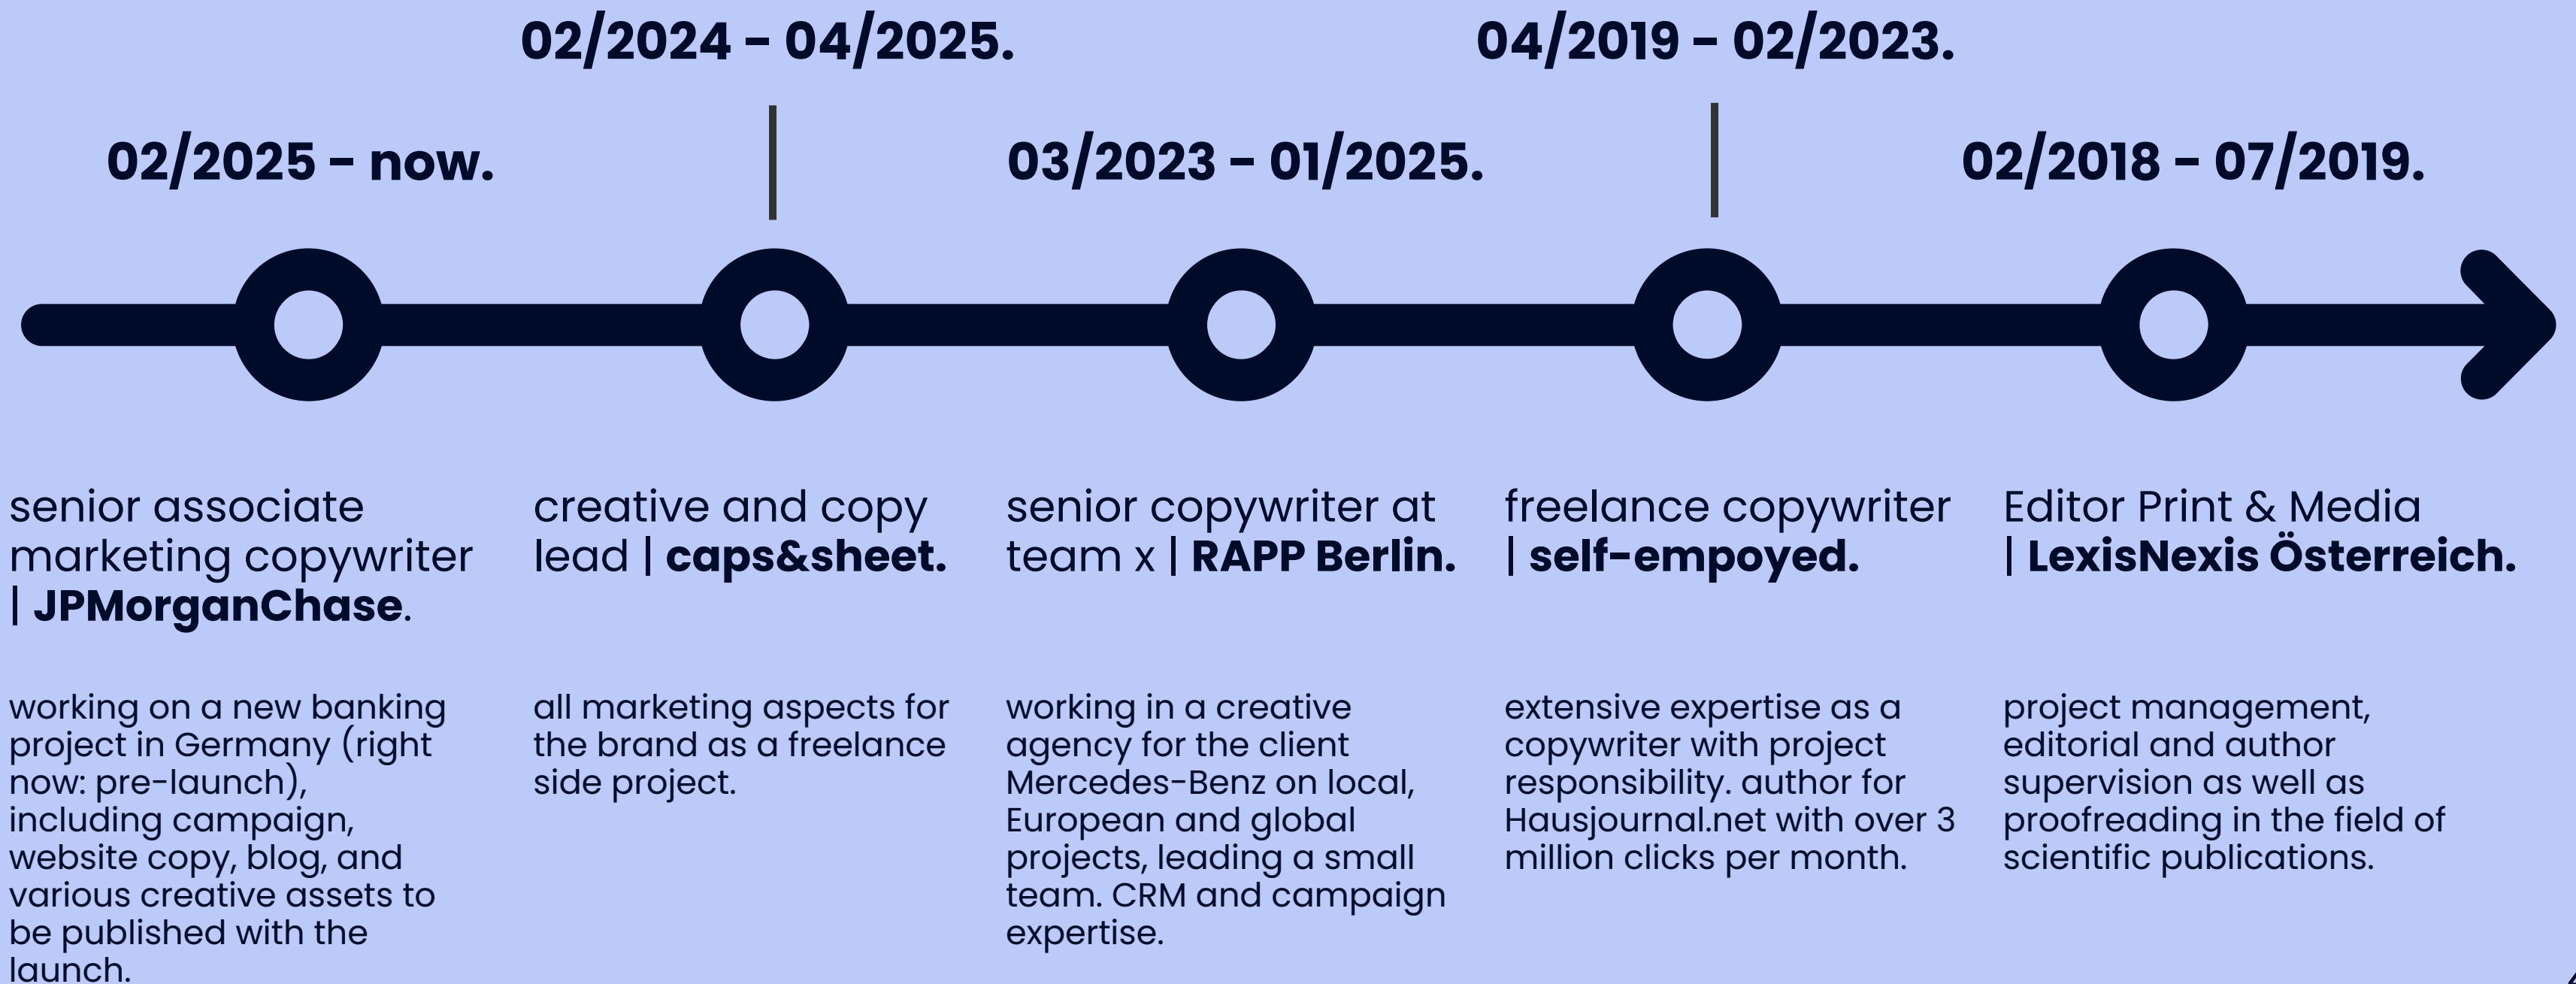 02/2024 – 04/2025.
04/2019 – 02/2023.
02/2025 – now.
03/2023 – 01/2025.
02/2018 – 07/2019.
senior associate
marketing copywriter
| JPMorganChase.
working on a new banking
project in Germany (right
now: pre-launch),
including campaign,
website copy, blog, and
various creative assets to
be published with the
launch.
creative and copy
lead | caps&sheet.
all marketing aspects for
the brand as a freelance
side project.
senior copywriter at
team x | RAPP Berlin.
working in a creative
agency for the client
Mercedes-Benz on local,
European and global
projects, leading a small
team. CRM and campaign
expertise.
freelance copywriter
| self-empoyed.
extensive expertise as a
copywriter with project
responsibility. author for
Hausjournal.net with over 3
million clicks per month.
Editor Print & Media
| LexisNexis Österreich.
project management,
editorial and author
supervision as well as
proofreading in the field of
scientific publications.